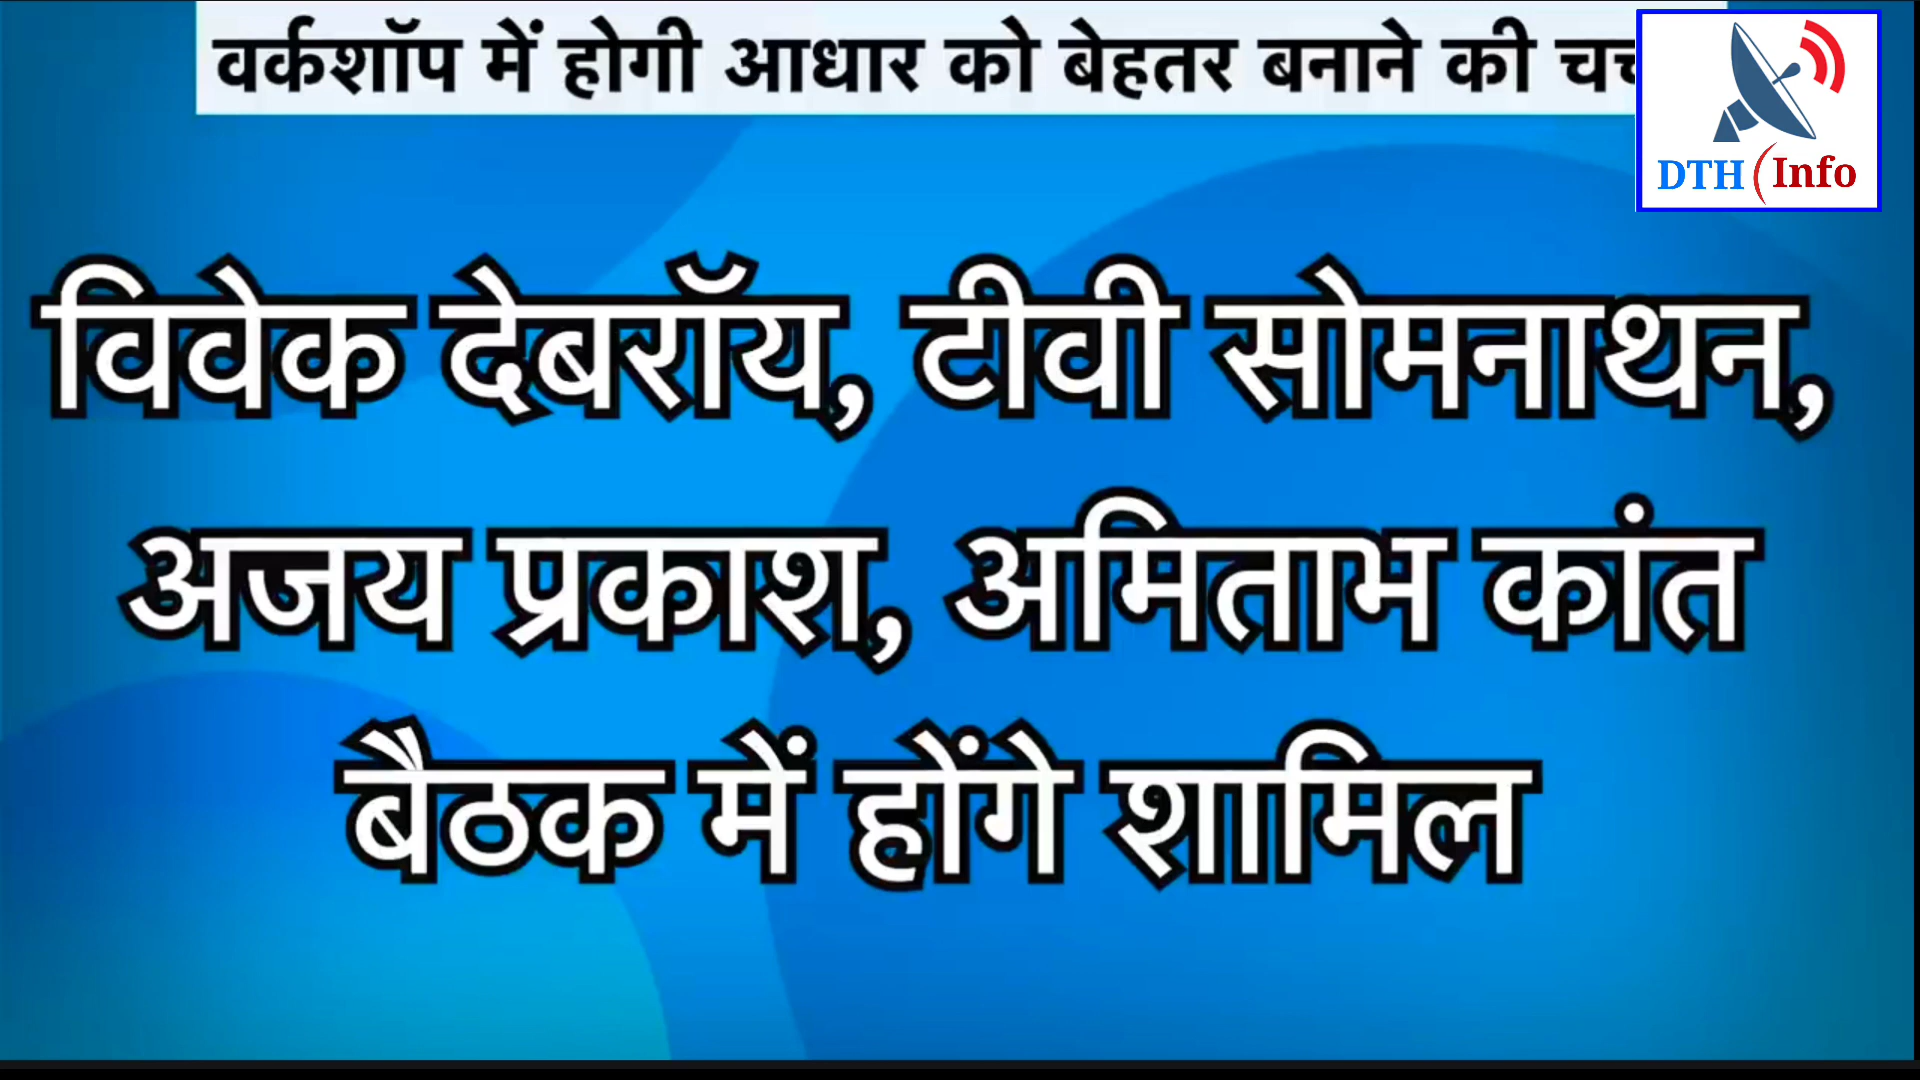 वर्कशॉप में होगी आधार को बेहतर बनाने की
DTH Info
विवेक देबरॉय, टीवी सोमनाथन,
अजय प्रकाश, अमिताभ कांत
बैठक में होंगे शामिल